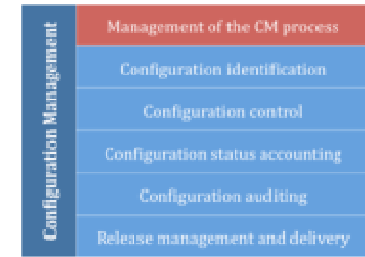 Configuration Management
Management of the CM process
Configuration identification
Configuration control
Configuration status accounting
Configuration auditing
Release management and delivery